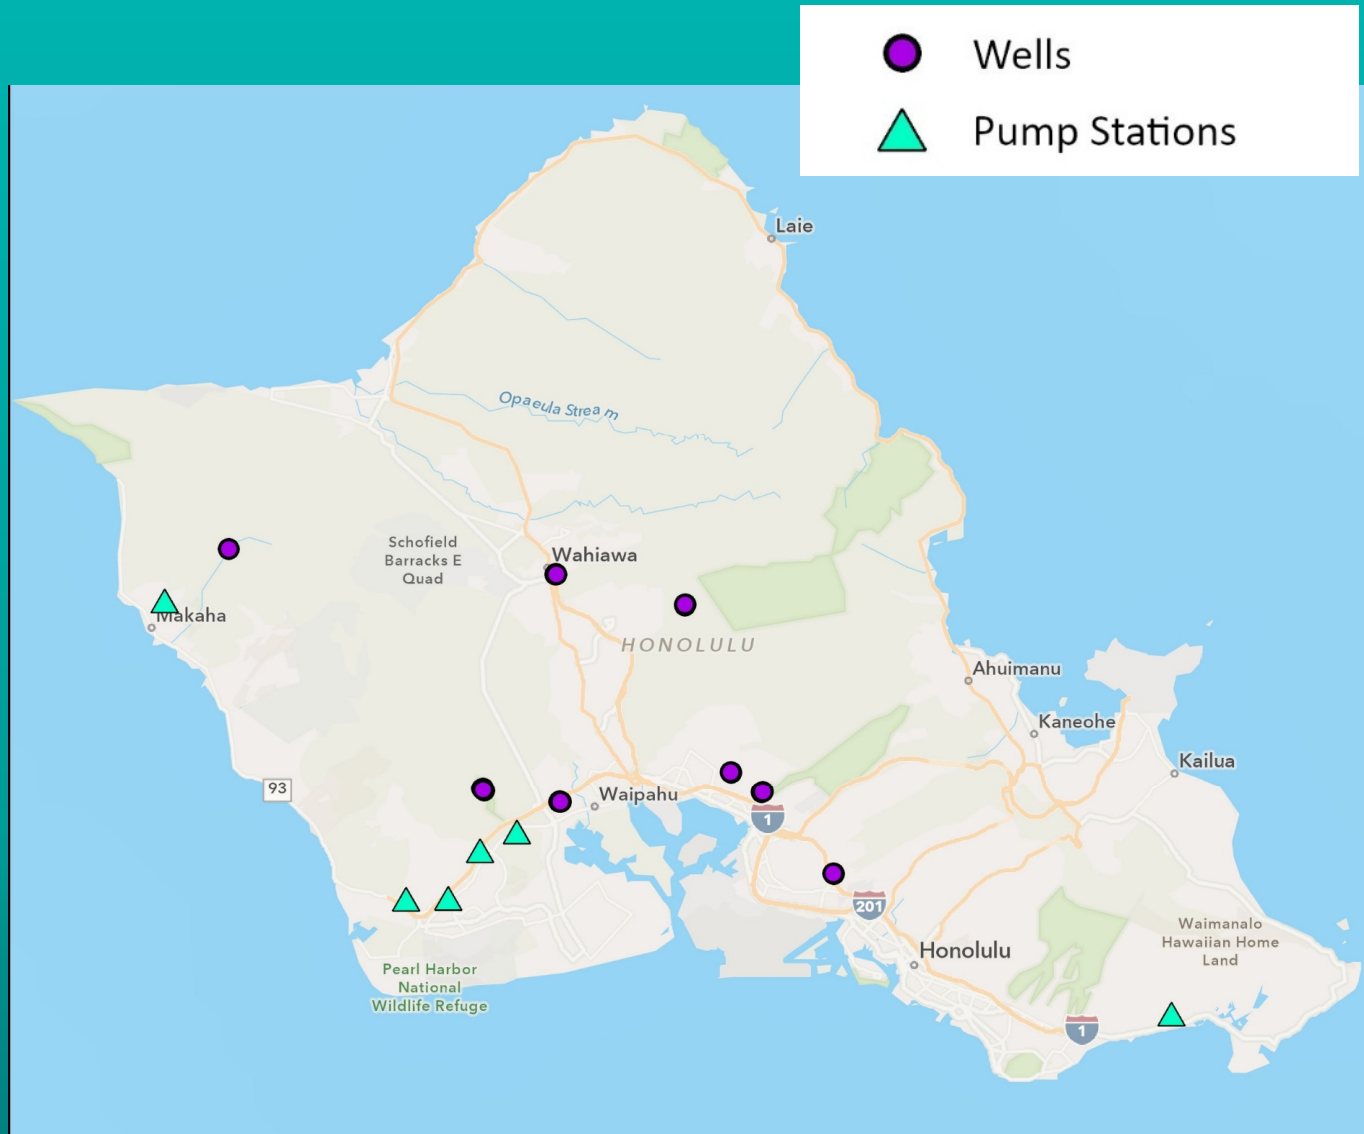 Wells
Pump Stations
Laie
Opaeula Stream
Schofield
Barracks E
Quad
Wahiawa
Makaha
HONOLULU
Ahuimanu
Kaneohe
Kailua
93
Waipahu
1
201
Waimanalo
Hawaiian Home
Land
Honolulu
Pearl Harbor
National
Wildlife Refuge
1